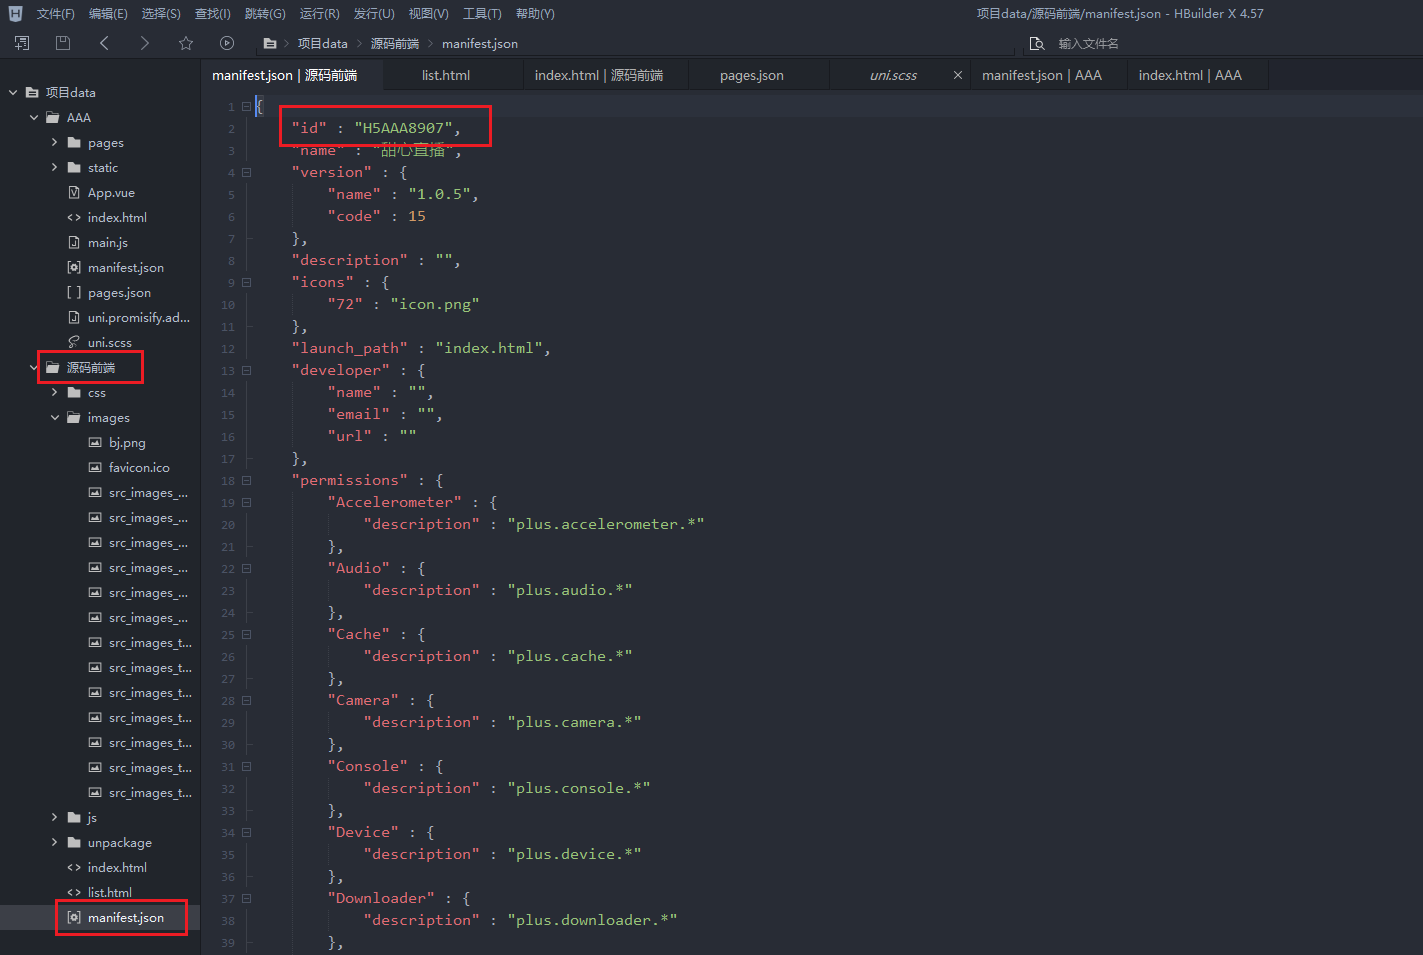 文件(F) 编辑(E) 选择(S) 查找(I) 跳转(G) 运行(R) 发行(U) 视图(V) 工具(T) 帮助(Y) 项目data/源码前端/manifest.json - HBuilder X 4.57
项目data 源码前端 manifest.json 输入文件名
manifest.json | 源码前端 list.html index.html | 源码前端 pages.json uni.scss manifest.json | AAA index.html | AAA
项目data
AAA
pages
static
App.vue
index.html
main.js
manifest.json
pages.json
uni.promisify.ad...
uni.scss
源码前端
css
images
bj.png
favicon.ico
src_images_...
src_images_...
src_images_...
src_images_...
src_images_...
src_images_...
src_images_t...
src_images_t...
src_images_t...
src_images_t...
src_images_t...
src_images_t...
src_images_t...
js
unpackage
index.html
list.html
manifest.json
1 {
2 "id" : "H5AAA8907",
3 "name" : "甜心直播",
4 "version" : {
5 "name" : "1.0.5",
6 "code" : 15
7 },
8 "description" : "",
9 "icons" : {
10 "72" : "icon.png"
11 },
12 "launch_path" : "index.html",
13 "developer" : {
14 "name" : "",
15 "email" : "",
16 "url" : ""
17 },
18 "permissions" : {
19 "Accelerometer" : {
20 "description" : "plus.accelerometer.*"
21 },
22 "Audio" : {
23 "description" : "plus.audio.*"
24 },
25 "Cache" : {
26 "description" : "plus.cache.*"
27 },
28 "Camera" : {
29 "description" : "plus.camera.*"
30 },
31 "Console" : {
32 "description" : "plus.console.*"
33 },
34 "Device" : {
35 "description" : "plus.device.*"
36 },
37 "Downloader" : {
38 "description" : "plus.downloader.*"
39 },